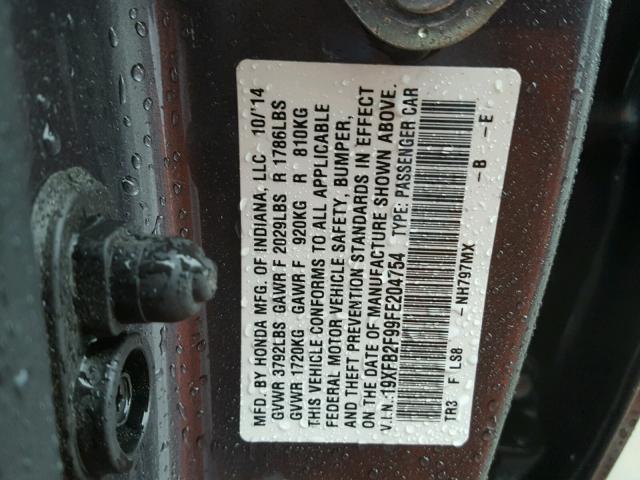 MFD. BY HONDA MFG. OF INDIANA, LLC 10/'14
GVWR 3792LBS GAWR F 2029LBS R 1786LBS
GVWR 1720KG GAWR F 920KG R 810KG
THIS VEHICLE CONFORMS TO ALL APPLICABLE
FEDERAL MOTOR VEHICLE SAFETY, BUMPER,
AND THEFT PREVENTION STANDARDS IN EFFECT
ON THE DATE OF MANUFACTURE SHOWN ABOVE.
V.I.N.:19XFB2F99FE204754 TYPE: PASSENGER CAR
TR3 F LS8 - NH797MX -B -E